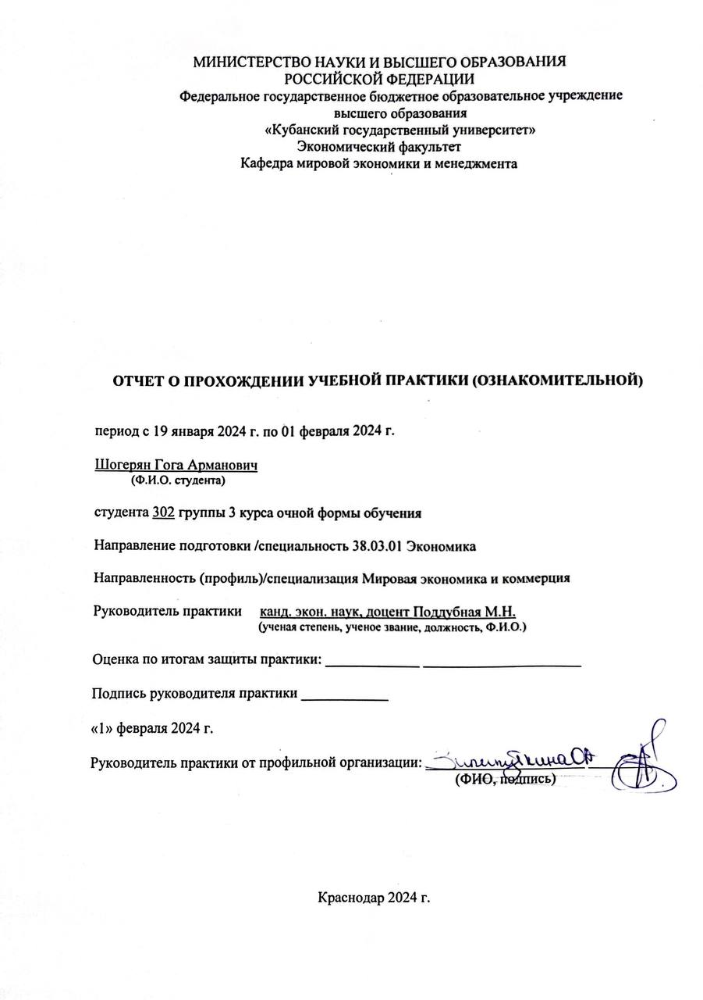 МИНИСТЕРСТВО НАУКИ И ВЫСШЕГО ОБРАЗОВАНИЯ
РОССИЙСКОЙ ФЕДЕРАЦИИ
Федеральное государственное бюджетное образовательное учреждение
высшего образования
«Кубанский государственный университет»
Экономический факультет
Кафедра мировой экономики и менеджмента
ОТЧЕТ О ПРОХОЖДЕНИИ УЧЕБНОЙ ПРАКТИКИ (ОЗНАКОМИТЕЛЬНОЙ)
период с 19 января 2024 г. по 01 февраля 2024 г.
Шогерян Гога Арманович
(Ф.И.О. студента)
студента 302 группы 3 курса очной формы обучения
Направление подготовки /специальность 38.03.01 Экономика
Направленность (профиль)/специализация Мировая экономика и коммерция
Руководитель практики канд. экон. наук, доцент Поддубная М.Н.
(ученая степень, ученое звание, должность, Ф.И.О.)
Оценка по итогам защиты практики: _____________ ______________________
Подпись руководителя практики ____________
«1» февраля 2024 г.
Руководитель практики от профильной организации:
(ФИО, подпись)
Краснодар 2024 г.